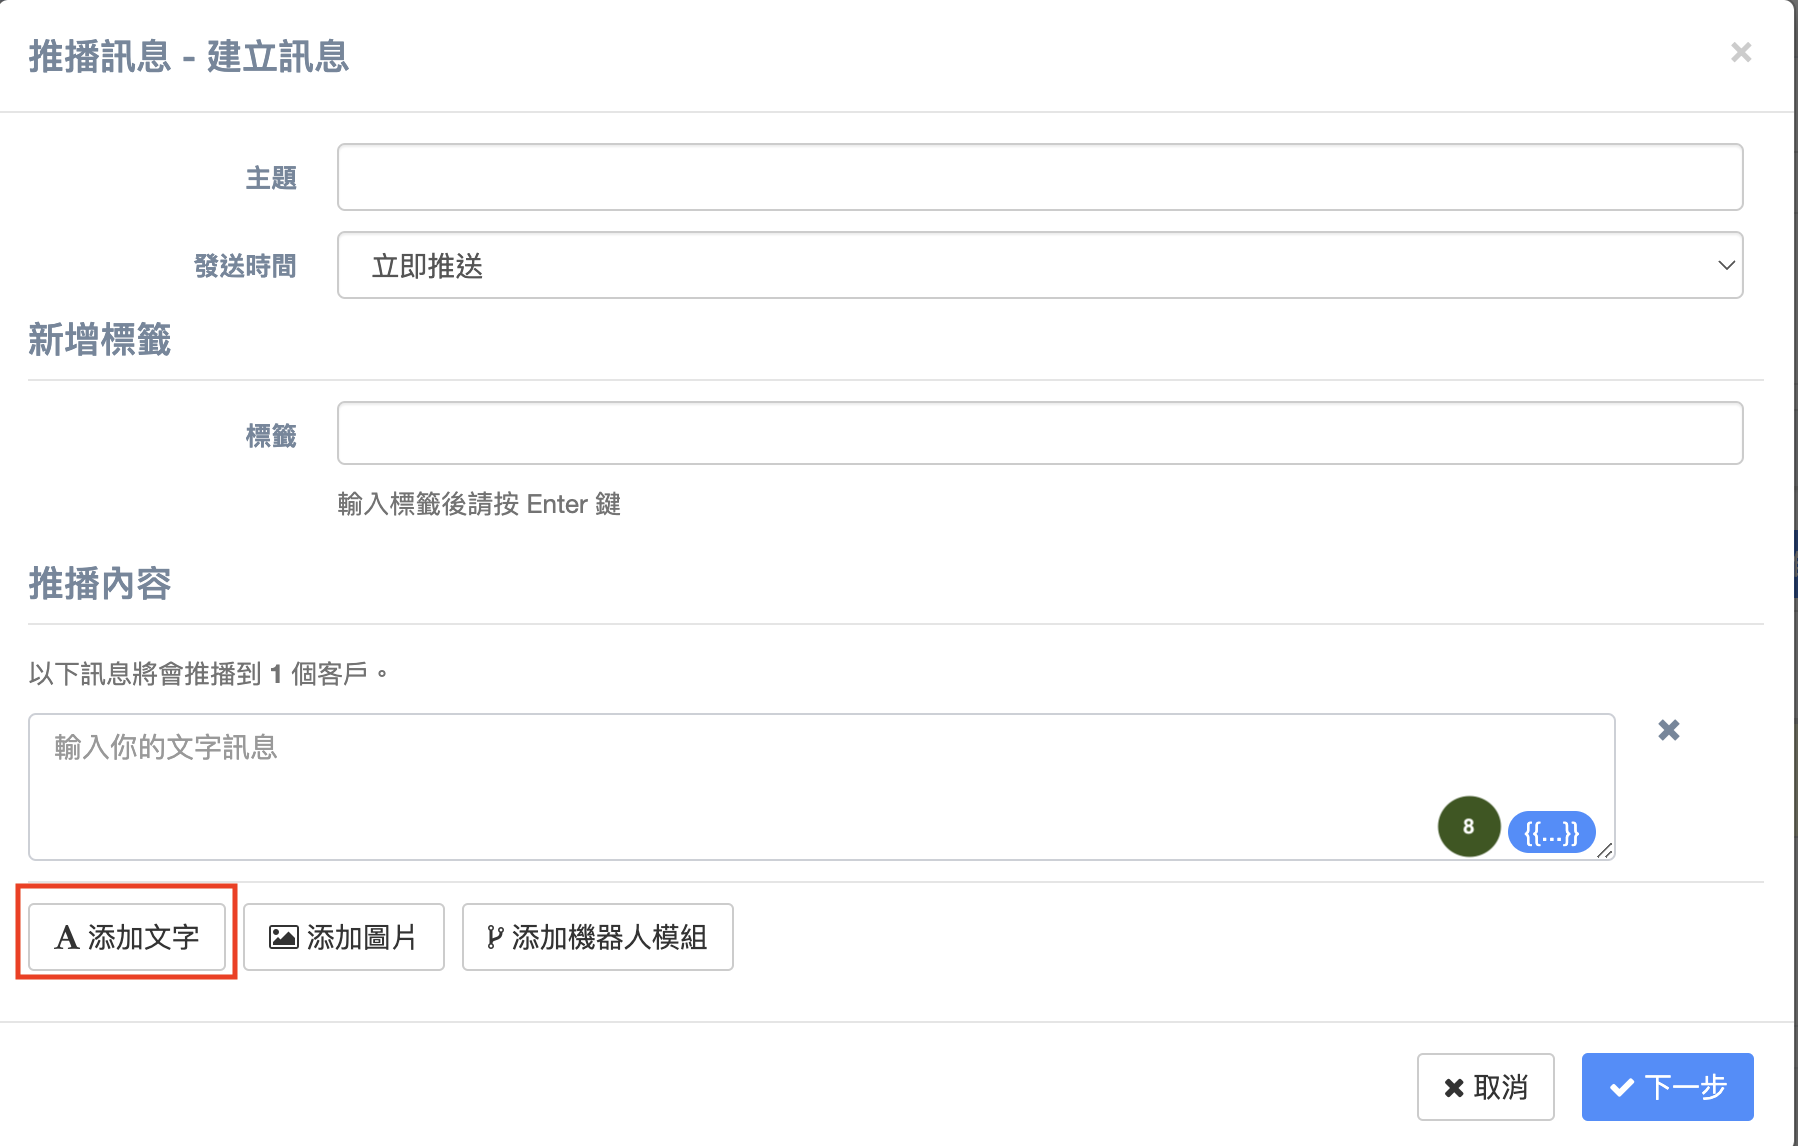 推播訊息 - 建立訊息
主題
發送時間 立即推送
新增標籤
標籤
輸入標籤後請按 Enter 鍵
推播內容
以下訊息將會推播到 1 個客戶。
輸入你的文字訊息
8 {{...}}
添加文字 添加圖片 添加機器人模組
取消 下一步